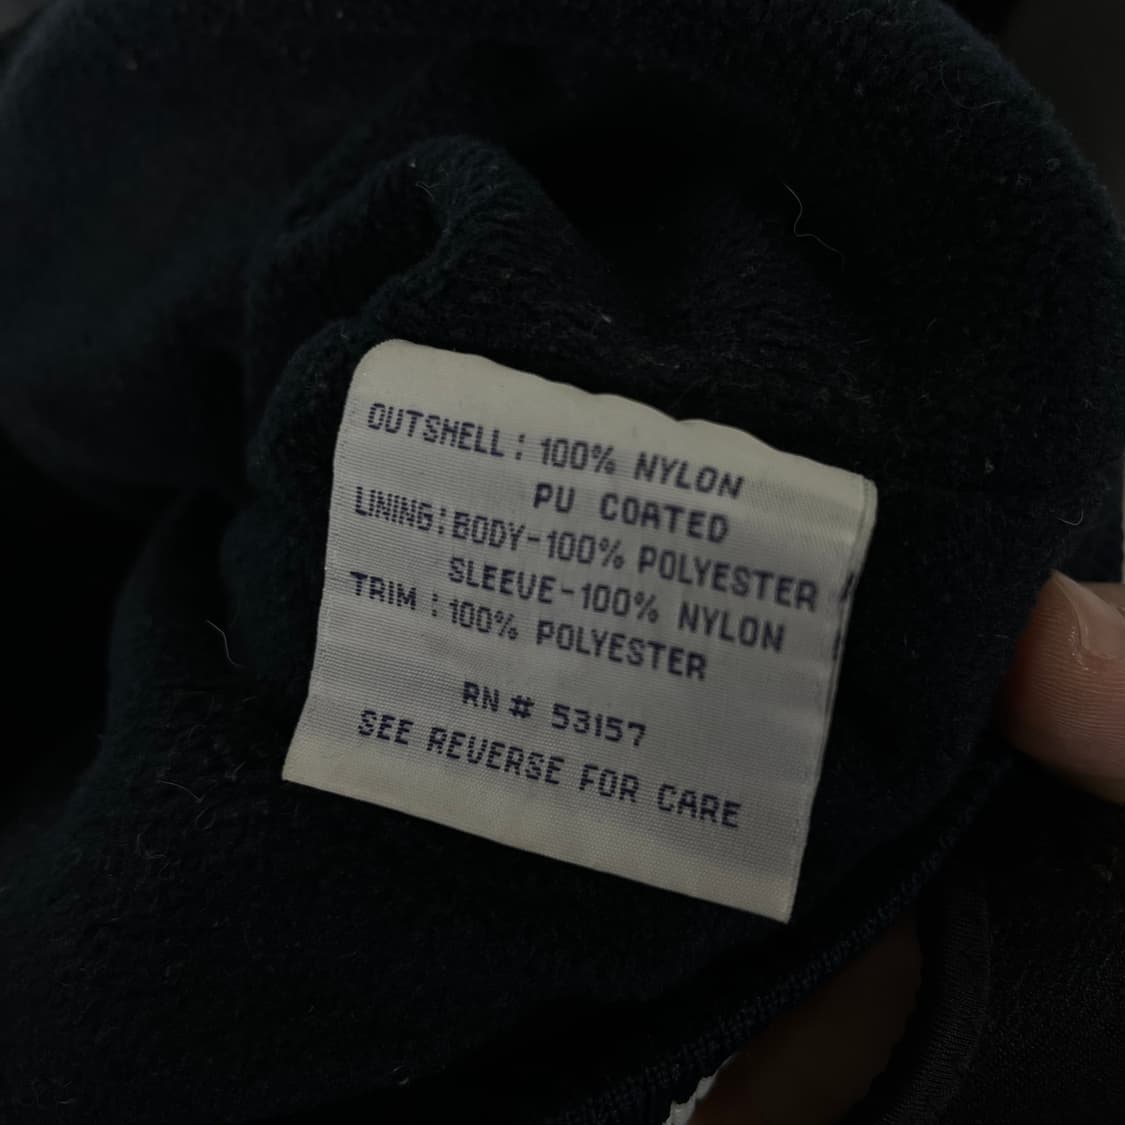 OUTSHELL: 100% NYLON
PU COATED
LINING: BODY-100% POLYESTER
SLEEVE-100% NYLON
TRIM : 100% POLYESTER
RN # 53157
SEE REVERSE FOR CARE